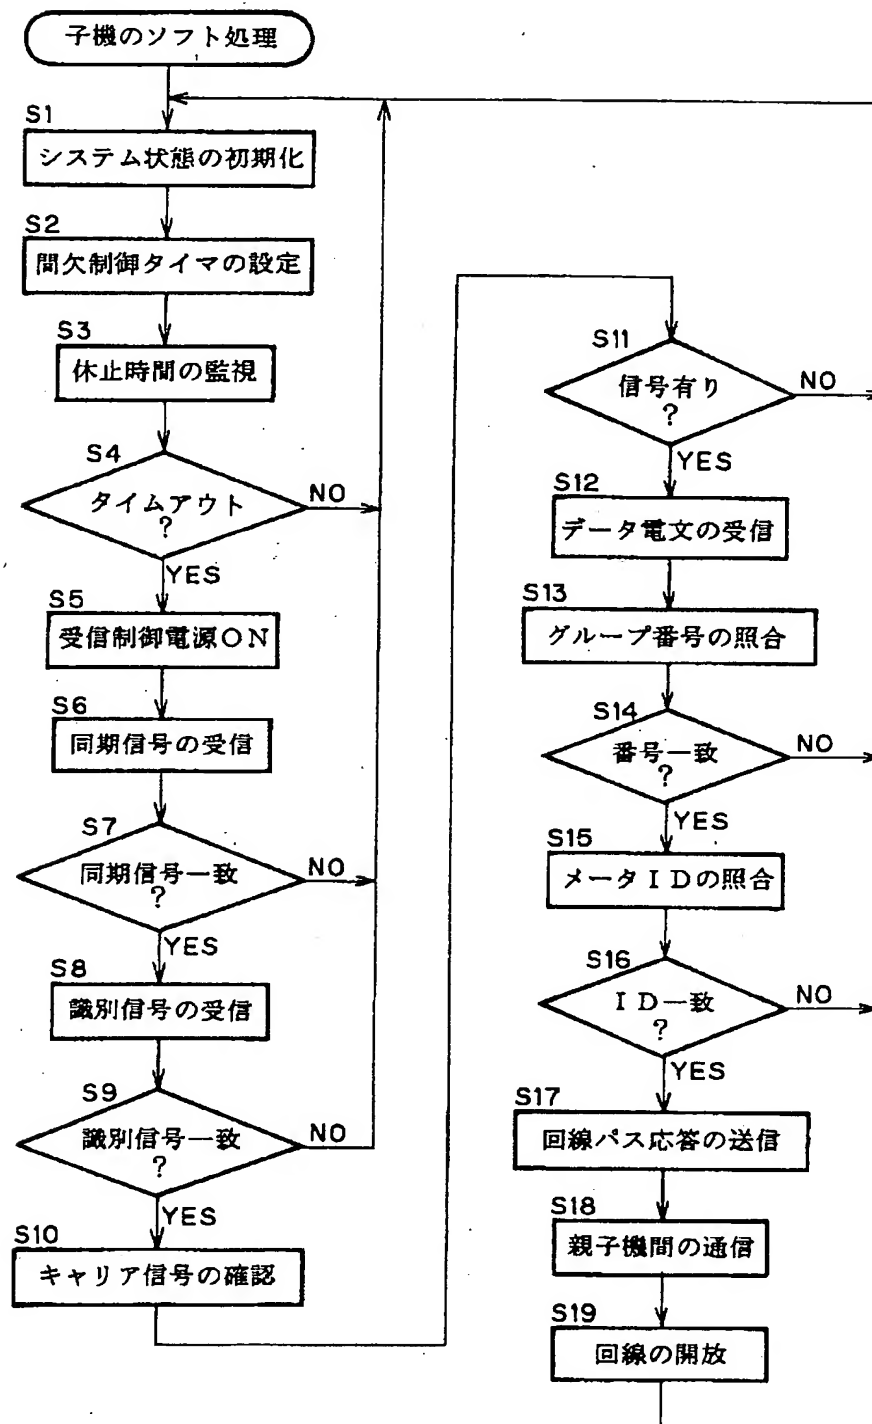 子機のソフト処理
S1
システム状態の初期化
S2
間欠制御タイマの設定
S3
休止時間の監視
S4
タイムアウト
?
NO
YES
S5
受信制御電源ON
S6
同期信号の受信
S7
同期信号一致
?
NO
YES
S8
識別信号の受信
S9
識別信号一致
?
NO
YES
S10
キャリア信号の確認
S11
信号有り
?
NO
YES
S12
データ電文の受信
S13
グループ番号の照合
S14
番号一致
?
NO
YES
S15
メータIDの照合
S16
ID一致
?
NO
YES
S17
回線パス応答の送信
S18
親子機間の通信
S19
回線の開放